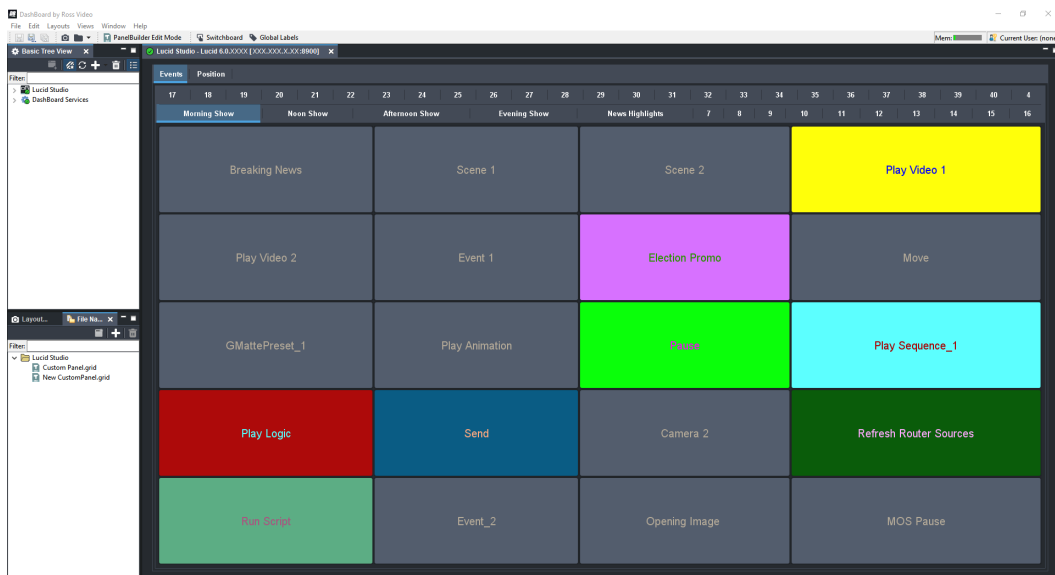 DashBoard by Ross Video
File Edit Layouts Views Window Help
PanelBuilder Edit Mode Switchboard Global Labels
Mem: Current User: (none
Basic Tree View
Lucid Studio - Lucid 6.0.XXXX [XXX.XXX.X.XX:8900]
Filter:
Lucid Studio
DashBoard Services
Events Position
17 18 19 20 21 22 23 24 25 26 27 28 29 30 31 32 33 34 35 36 37 38 39 40 4
Morning Show Noon Show Afternoon Show Evening Show News Highlights 7 8 9 10 11 12 13 14 15 16
Breaking News Scene 1 Scene 2 Play Video 1
Play Video 2 Event 1 Election Promo Move
GMattePreset_1 Play Animation Pause Play Sequence_1
Play Logic Send Camera 2 Refresh Router Sources
Run Script Event_2 Opening Image MOS Pause
Layout... File Na...
Filter:
Lucid Studio
Custom Panel.grid
New CustomPanel.grid